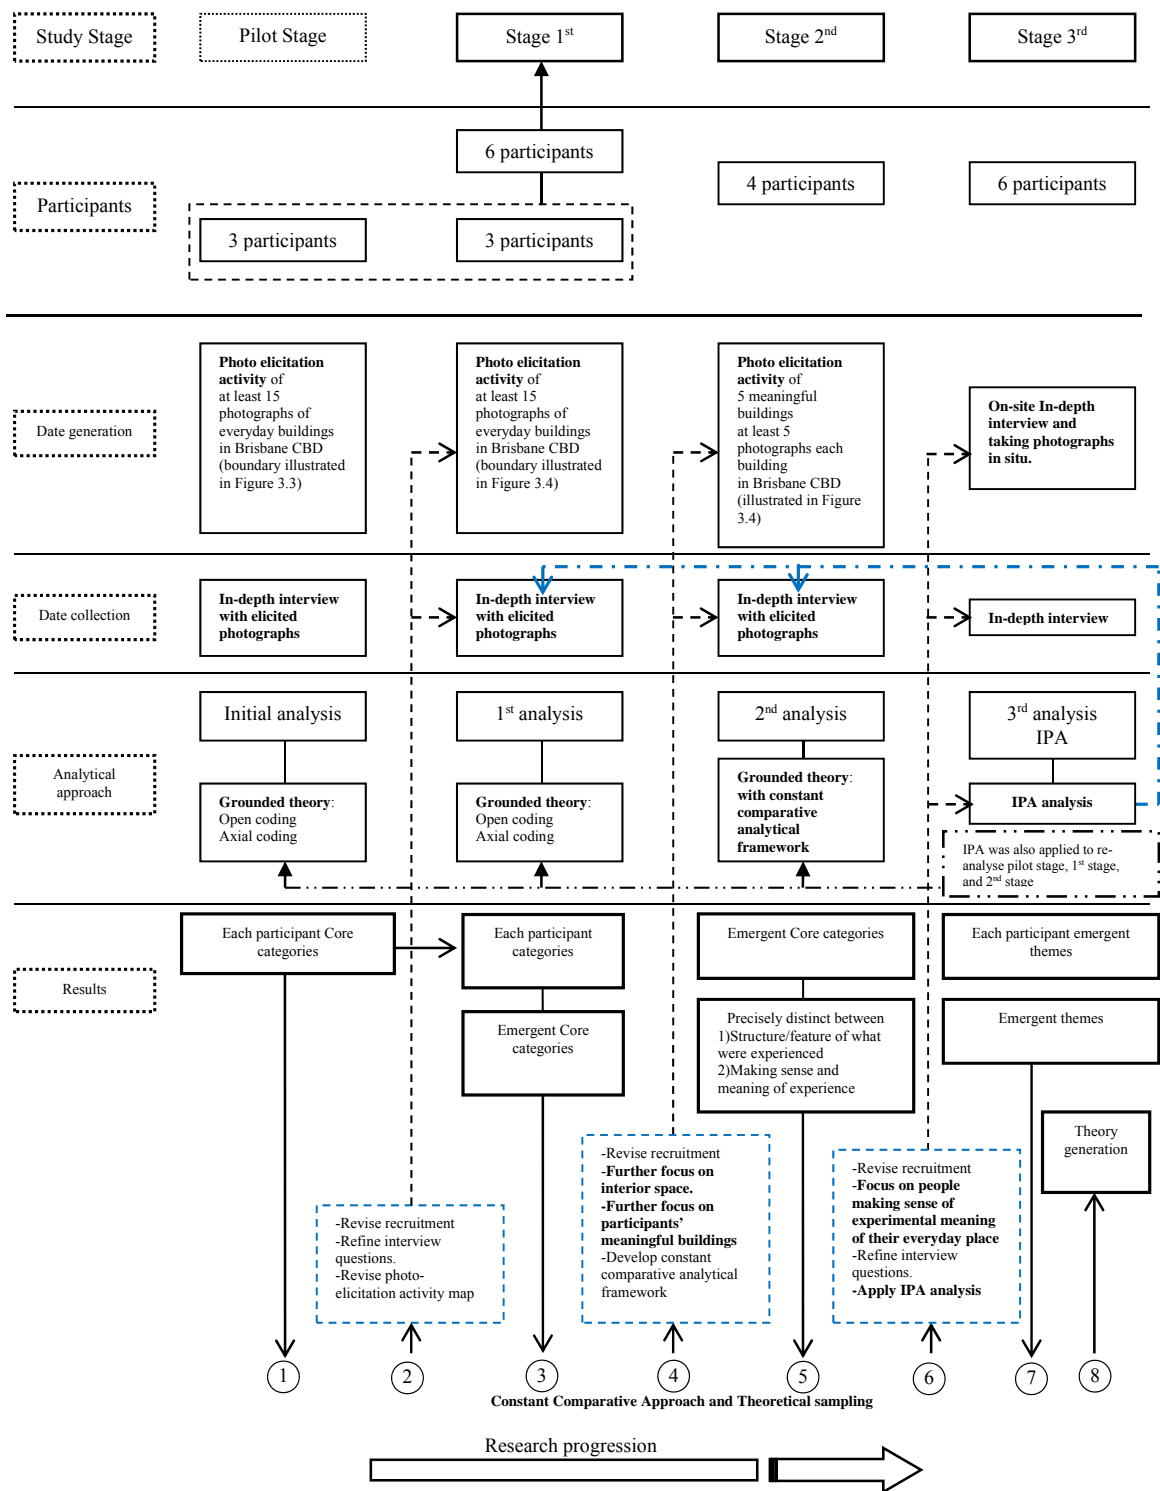 Study Stage
Pilot Stage
Stage 1st
Stage 2nd
Stage 3rd
Participants
6 participants
4 participants
6 participants
3 participants
3 participants
Date generation
Photo elicitation
activity of
at least 15
photographs of
everyday buildings
in Brisbane CBD
(boundary illustrated
in Figure 3.3)
Photo elicitation
activity of
at least 15
photographs of
everyday buildings
in Brisbane CBD
(boundary illustrated
in Figure 3.4)
Photo elicitation
activity of
5 meaningful
buildings
at least 5
photographs each
building
in Brisbane CBD
(illustrated in Figure
3.4)
On-site In-depth
interview and
taking photographs
in situ.
Date collection
In-depth interview
with elicited
photographs
In-depth interview
with elicited
photographs
In-depth interview
with elicited
photographs
In-depth interview
Analytical
approach
Initial analysis
1st analysis
2nd analysis
3rd analysis
IPA
Grounded theory:
Open coding
Axial coding
Grounded theory:
Open coding
Axial coding
Grounded theory:
with constant
comparative
analytical
framework
IPA analysis
IPA was also applied to re-
analyse pilot stage, 1st stage,
and 2nd stage
Results
Each participant Core
categories
Each participant
categories
Emergent Core categories
Each participant emergent
themes
Emergent Core
categories
Precisely distinct between
1)Structure/feature of what
were experienced
2)Making sense and
meaning of experience
Emergent themes
Theory
generation
-Revise recruitment
-Refine interview
questions.
-Revise photo-
elicitation activity map
-Revise recruitment
-Further focus on
interior space.
-Further focus on
participants’
meaningful buildings
-Develop constant
comparative analytical
framework
-Revise recruitment
-Focus on people
making sense of
experimental meaning
of their everyday place
-Refine interview
questions.
-Apply IPA analysis
1
2
3
4
5
6
7
8
Constant Comparative Approach and Theoretical sampling
Research progression